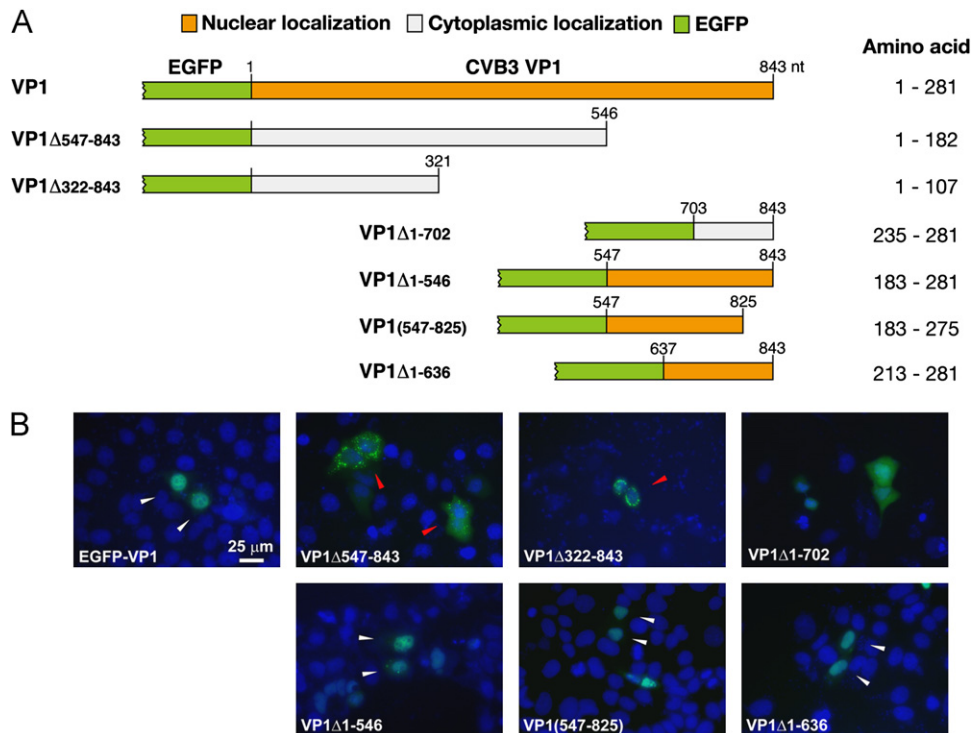 A
Nuclear localization Cytoplasmic localization EGFP
Amino acid
EGFP 1 CVB3 VP1 843 nt
VP1 1 - 281
546
VP1Δ547-843 1 - 182
321
VP1Δ322-843 1 - 107
703 843
VP1Δ1-702 235 - 281
547 843
VP1Δ1-546 183 - 281
547 825
VP1(547-825) 183 - 275
637 843
VP1Δ1-636 213 - 281
B
EGFP-VP1 25 µm
VP1Δ547-843
VP1Δ322-843
VP1Δ1-702
VP1Δ1-546
VP1(547-825)
VP1Δ1-636